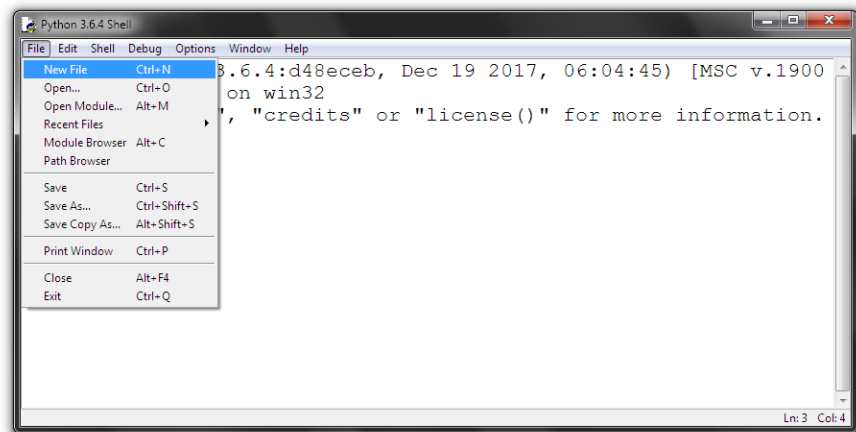 Python 3.6.4 Shell
File Edit Shell Debug Options Window Help
New File Ctrl+N
Open... Ctrl+O
Open Module... Alt+M
Recent Files
Module Browser Alt+C
Path Browser
Save Ctrl+S
Save As... Ctrl+Shift+S
Save Copy As... Alt+Shift+S
Print Window Ctrl+P
Close Alt+F4
Exit Ctrl+Q
3.6.4:d48eceb, Dec 19 2017, 06:04:45) [MSC v.1900
on win32
", "credits" or "license()" for more information.
Ln: 3 Col: 4